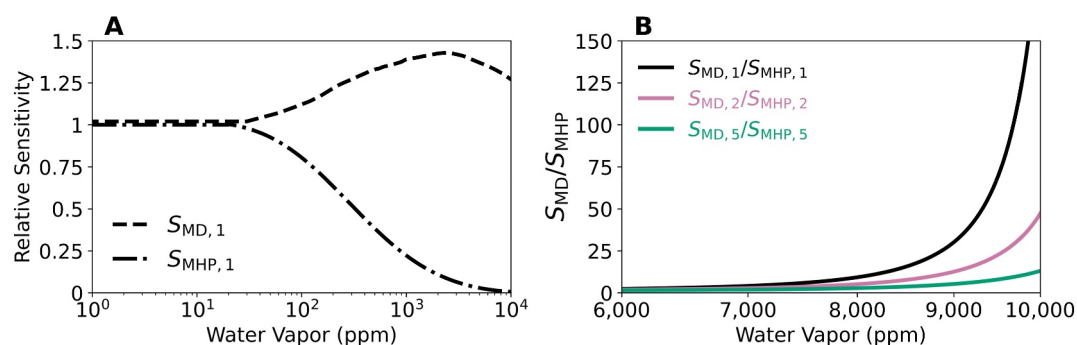 A
1.5
1.25
1
0.75
0.5
0.25
0
Relative Sensitivity
S_MD, 1
S_MHP, 1
10^0 10^1 10^2 10^3 10^4
Water Vapor (ppm)
B
150
125
100
75
50
25
0
S_MD/S_MHP
S_MD, 1/S_MHP, 1
S_MD, 2/S_MHP, 2
S_MD, 5/S_MHP, 5
6,000 7,000 8,000 9,000 10,000
Water Vapor (ppm)